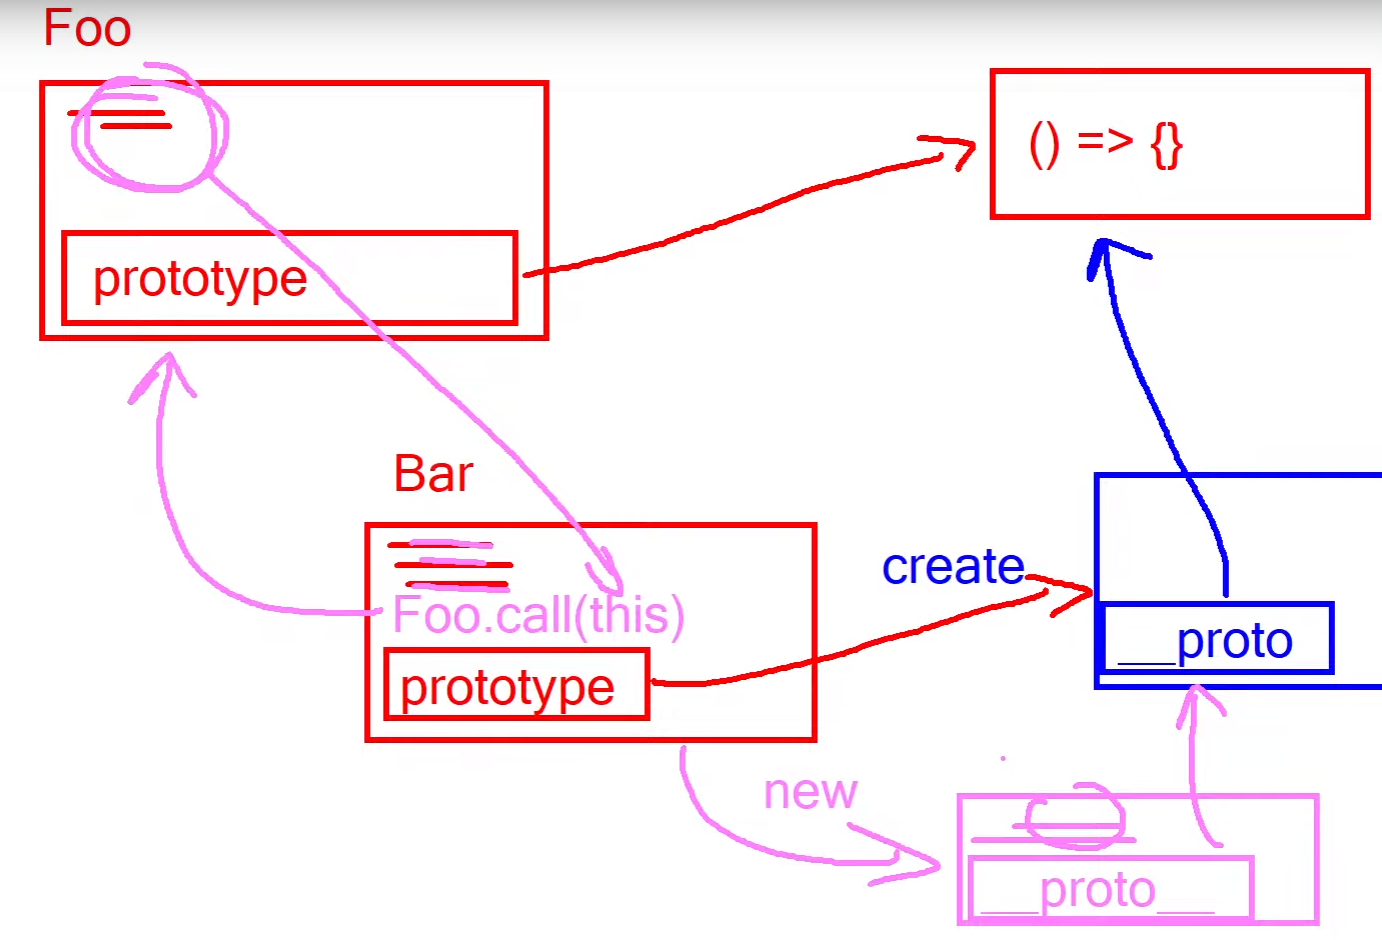 Foo
() => {}
prototype
Bar
create
Foo.call(this)
__proto
prototype
new
__proto__